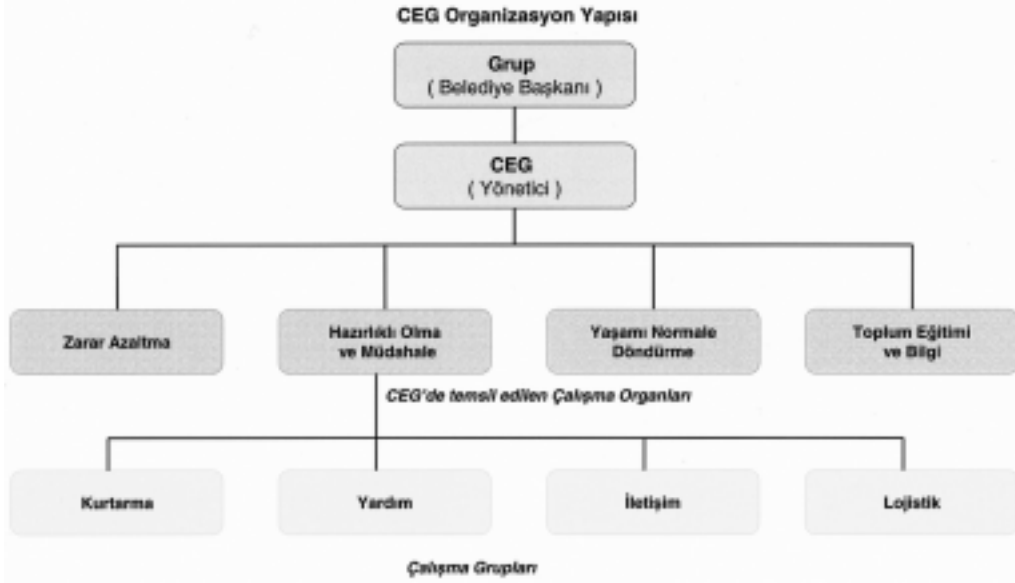 CEG Organizasyon Yapısı
Grup
( Belediye Başkanı )
CEG
( Yönetici )
Zarar Azaltma
Hazırlıklı Olma
ve Müdahale
Yaşamı Normale
Döndürme
Toplum Eğitimi
ve Bilgi
CEG'de temsil edilen Çalışma Organları
Kurtarma
Yardım
İletişim
Lojistik
Çalışma Grupları